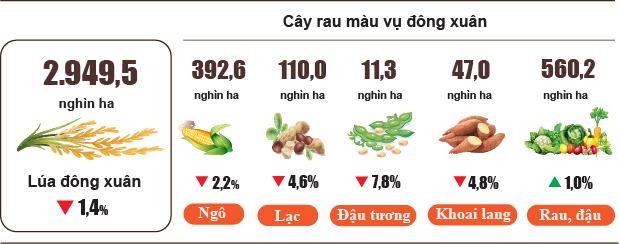 Cây rau màu vụ đông xuân
2.949,5
nghìn ha
Lúa đông xuân
▼ 1,4%
392,6
nghìn ha
▼ 2,2%
Ngô
110,0
nghìn ha
▼ 4,6%
Lạc
11,3
nghìn ha
▼ 7,8%
Đậu tương
47,0
nghìn ha
▼ 4,8%
Khoai lang
560,2
nghìn ha
▲ 1,0%
Rau, đậu